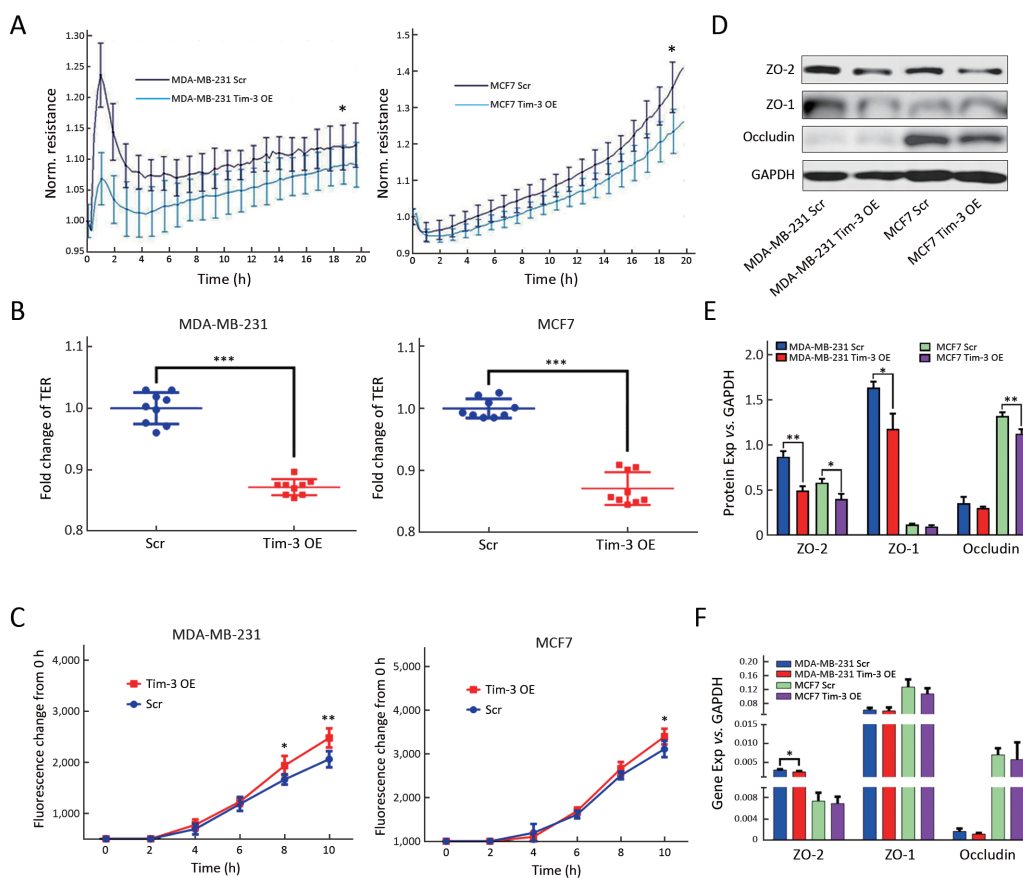 A
1.30
1.25
1.20
1.15
1.10
1.05
1.00
0.95
Norm. resistance
MDA-MB-231 Scr
MDA-MB-231 Tim-3 OE
*
0 2 4 6 8 10 12 14 16 18 20
Time (h)
1.5
1.4
1.3
1.2
1.1
1.0
0.9
Norm. resistance
MCF7 Scr
MCF7 Tim-3 OE
*
0 2 4 6 8 10 12 14 16 18 20
Time (h)
D
ZO-2
ZO-1
Occludin
GAPDH
MDA-MB-231 Scr
MDA-MB-231 Tim-3 OE
MCF7 Scr
MCF7 Tim-3 OE
B
MDA-MB-231
1.1
1.0
0.9
0.8
Fold change of TER
***
Scr Tim-3 OE
MCF7
1.1
1.0
0.9
0.8
Fold change of TER
***
Scr Tim-3 OE
E
MDA-MB-231 Scr
MDA-MB-231 Tim-3 OE
MCF7 Scr
MCF7 Tim-3 OE
2.0
1.5
1.0
0.5
0
Protein Exp vs. GAPDH
** * * **
ZO-2 ZO-1 Occludin
C
MDA-MB-231
4,000
3,000
2,000
1,000
Fluorescence change from 0 h
Tim-3 OE
Scr
* **
0 2 4 6 8 10
Time (h)
MCF7
5,000
4,000
3,000
2,000
1,000
Fluorescence change from 0 h
Tim-3 OE
Scr
*
0 2 4 6 8 10
Time (h)
F
MDA-MB-231 Scr
MDA-MB-231 Tim-3 OE
MCF7 Scr
MCF7 Tim-3 OE
0.20
0.16
0.12
0.08
0.015
0.010
0.005
0.008
0.004
0
Gene Exp vs. GAPDH
*
ZO-2 ZO-1 Occludin